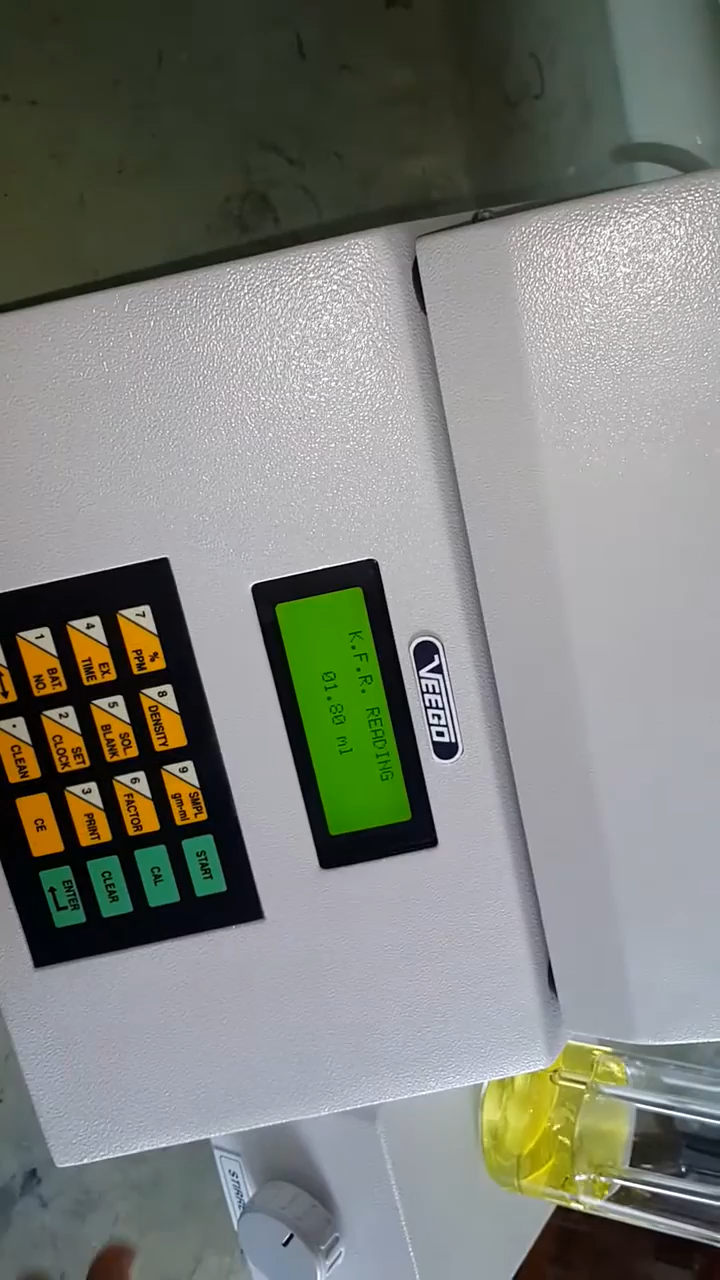 VEEGO
K.F.R. READING
01.80 ml
7 % PPM
8 DENSITY
9 SMPL gm-ml
START
4 EX. TIME
5 SOL BLANK
6 FACTOR
CAL
1 BAT. NO.
2 SET CLOCK
3 PRINT
CLEAR
. CLEAN
CE
ENTER